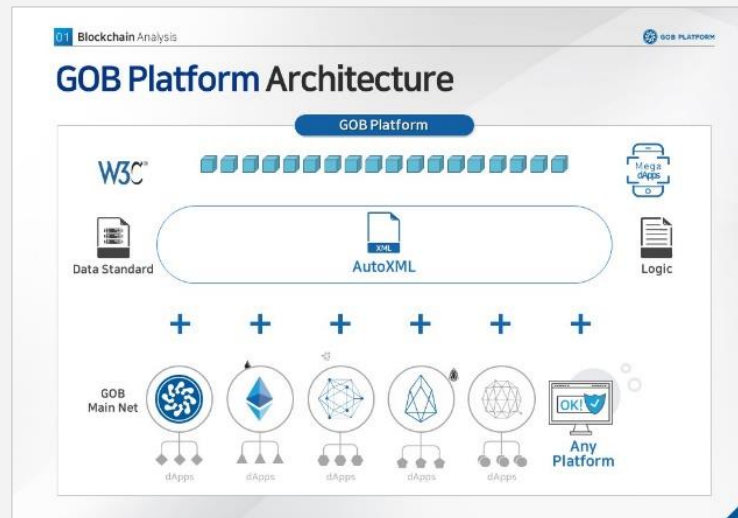 01 Blockchain Analysis
GOB PLATFORM
GOB Platform Architecture
GOB Platform
W3C
Mega
dApps
Data Standard
XML
AutoXML
Logic
+ + + + + +
GOB
Main Net
OK!
dApps dApps dApps dApps dApps
Any
Platform